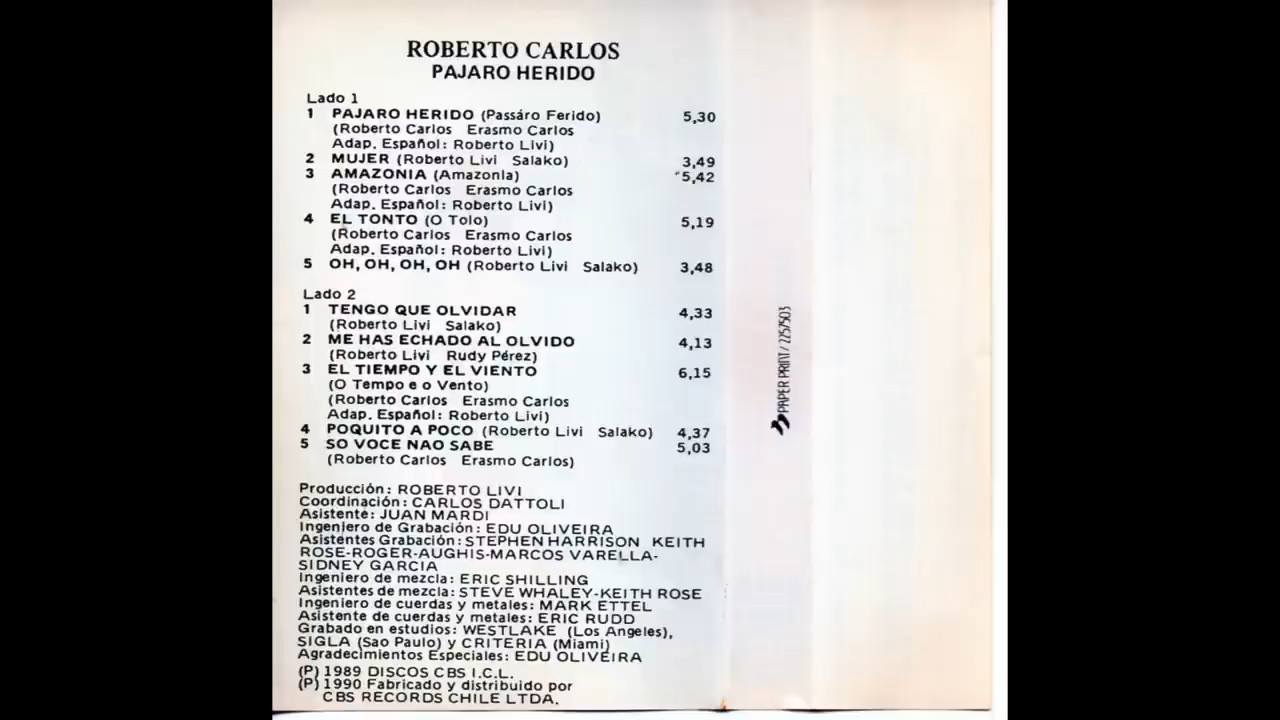 ROBERTO CARLOS
PAJARO HERIDO
Lado 1
1 PAJARO HERIDO (Passáro Ferido) 5,30
(Roberto Carlos Erasmo Carlos
Adap. Español: Roberto Livi)
2 MUJER (Roberto Livi Salako) 3,49
3 AMAZONIA (Amazonia) 5,42
(Roberto Carlos Erasmo Carlos
Adap. Español: Roberto Livi)
4 EL TONTO (O Tolo) 5,19
(Roberto Carlos Erasmo Carlos
Adap. Español: Roberto Livi)
5 OH, OH, OH, OH (Roberto Livi Salako) 3,48
Lado 2
1 TENGO QUE OLVIDAR 4,33
(Roberto Livi Salako)
2 ME HAS ECHADO AL OLVIDO 4,13
(Roberto Livi Rudy Pérez)
3 EL TIEMPO Y EL VIENTO 6,15
(O Tempo e o Vento)
(Roberto Carlos Erasmo Carlos
Adap. Español: Roberto Livi)
4 POQUITO A POCO (Roberto Livi Salako) 4,37
5 SO VOCE NAO SABE 5,03
(Roberto Carlos Erasmo Carlos)
Producción: ROBERTO LIVI
Coordinación: CARLOS DATTOLI
Asistente: JUAN MARDI
Ingeniero de Grabación: EDU OLIVEIRA
Asistentes Grabación: STEPHEN HARRISON KEITH
ROSE-ROGER-AUGHIS-MARCOS VARELLA-
SIDNEY GARCIA
Ingeniero de mezcla: ERIC SHILLING
Asistentes de mezcla: STEVE WHALEY-KEITH ROSE
Ingeniero de cuerdas y metales: MARK ETTEL
Asistente de cuerdas y metales: ERIC RUDD
Grabado en estudios: WESTLAKE (Los Angeles),
SIGLA (Sao Paulo) y CRITERIA (Miami)
Agradecimientos Especiales: EDU OLIVEIRA
(P) 1989 DISCOS CBS I.C.L.
(P) 1990 Fabricado y distribuido por
CBS RECORDS CHILE LTDA.
PAPER PRINT / 2257503